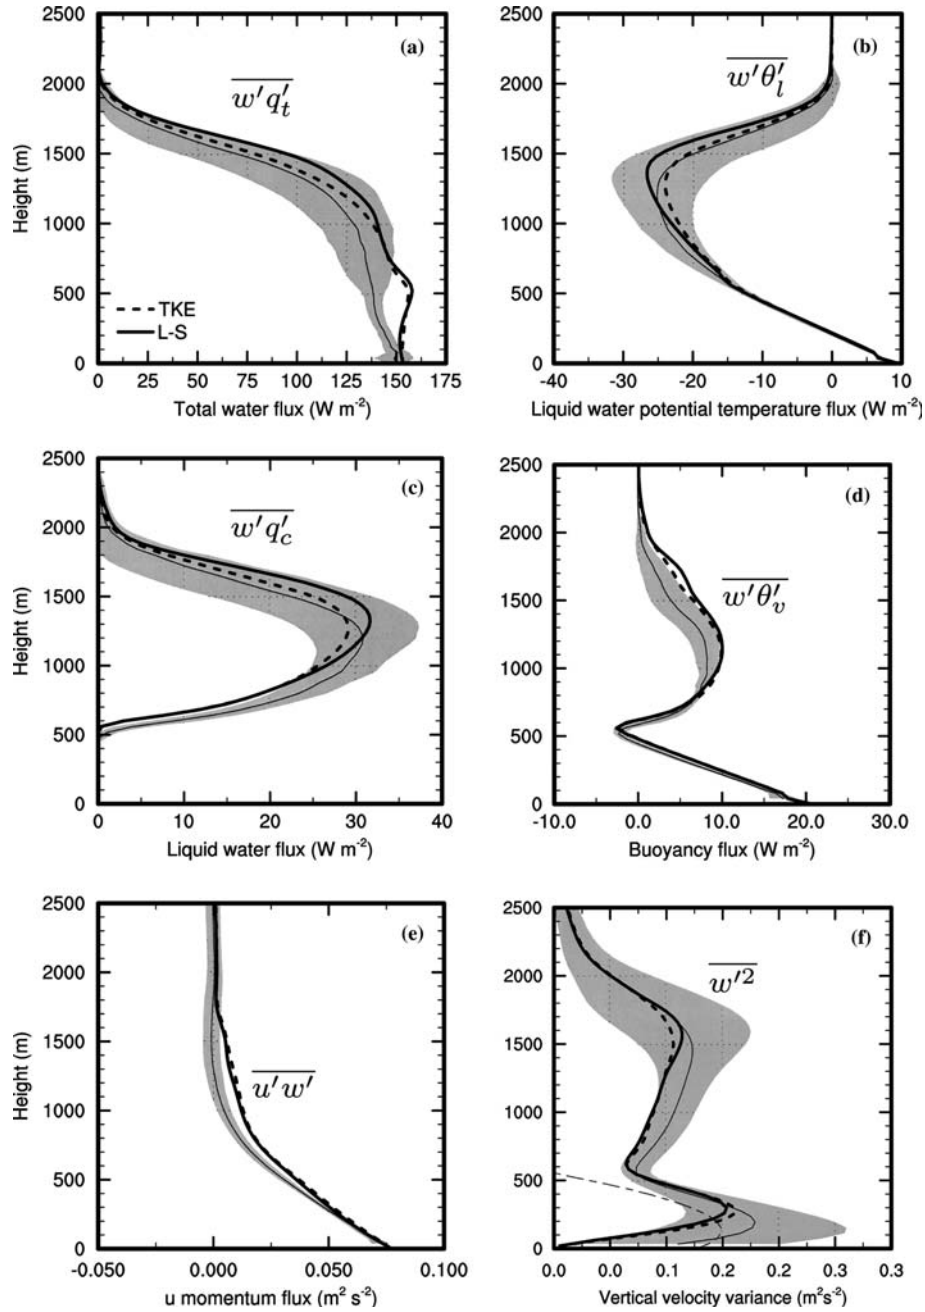 2500
(a)
w′q′t
2000
1500
Height (m)
1000
500
TKE
L-S
0
0 25 50 75 100 125 150 175
Total water flux (W m-2)
2500
(b)
w′θ′l
2000
1500
1000
500
0
-40 -30 -20 -10 0 10
Liquid water potential temperature flux (W m-2)
2500
(c)
w′q′c
2000
1500
Height (m)
1000
500
0
0 10 20 30 40
Liquid water flux (W m-2)
2500
(d)
2000
w′θ′v
1500
1000
500
0
-10.0 0.0 10.0 20.0 30.0
Buoyancy flux (W m-2)
2500
(e)
2000
1500
Height (m)
u′w′
1000
500
0
-0.050 0.000 0.050 0.100
u momentum flux (m2 s-2)
2500
(f)
w′2
2000
1500
1000
500
0
0.0 0.0 0.1 0.2 0.2 0.3 0.3
Vertical velocity variance (m2s-2)